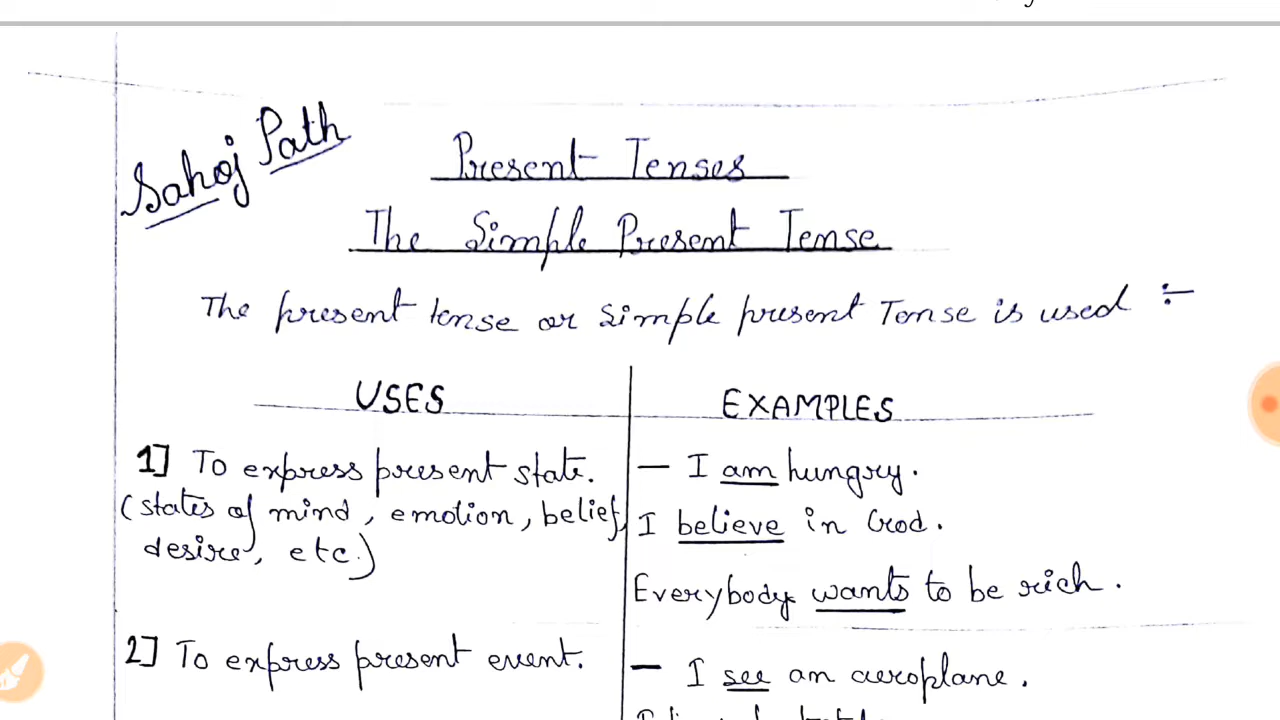 Sahoj Path
Present Tenses
The Simple Present Tense
The present tense or simple present Tense is used :-
USES
EXAMPLES
1] To express present state.
(states of mind, emotion, belief,
desire, etc.)
— I am hungry.
I believe in God.
Everybody wants to be rich.
2] To express present event.
— I see an aeroplane.